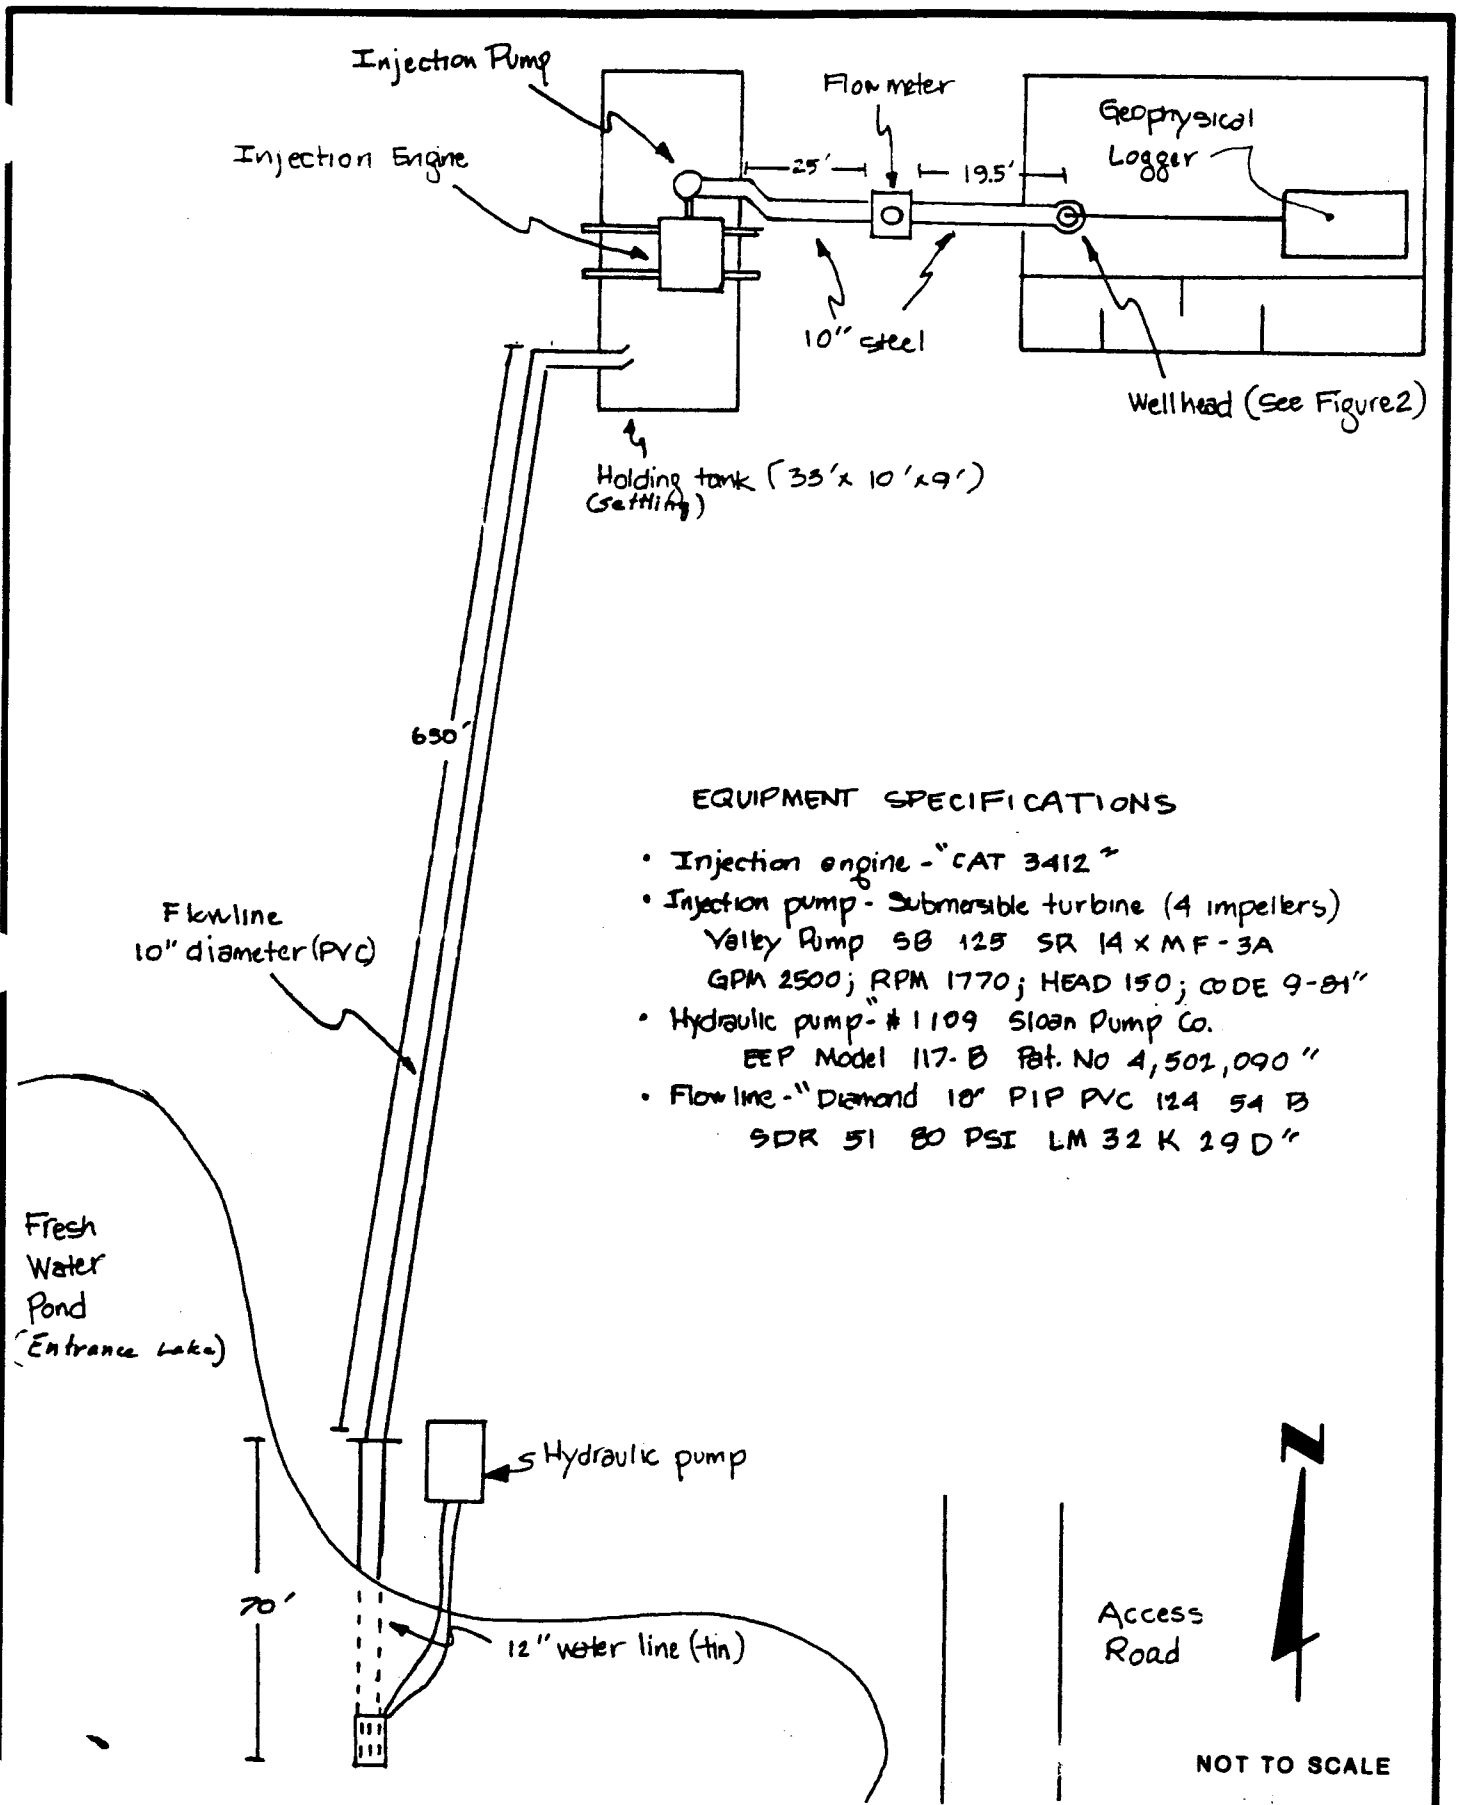 Injection Pump
Flow meter
Geophysical
Logger
Injection Engine
25'
19.5'
10" steel
Wellhead (see Figure 2)
Holding tank (33' x 10' x 9')
(settling)
650'
EQUIPMENT SPECIFICATIONS
• Injection engine - "CAT 3412"
• Injection pump - Submersible turbine (4 impellers)
Valley Pump SB 125 SR 14 x MF - 3A
GPM 2500; RPM 1770; HEAD 150; CODE 9-81"
• Hydraulic pump - "# 1109 Sloan Pump Co.
EEP Model 117-B Pat. No 4,502,090"
• Flow line - "Diamond 10" PIP PVC 124 54 B
SDR 51 80 PSI LM 32 K 29 D"
Flowline
10" diameter (PVC)
Fresh
Water
Pond
(Entrance Lake)
Hydraulic pump
70'
12" water line (tin)
Access
Road
N
NOT TO SCALE